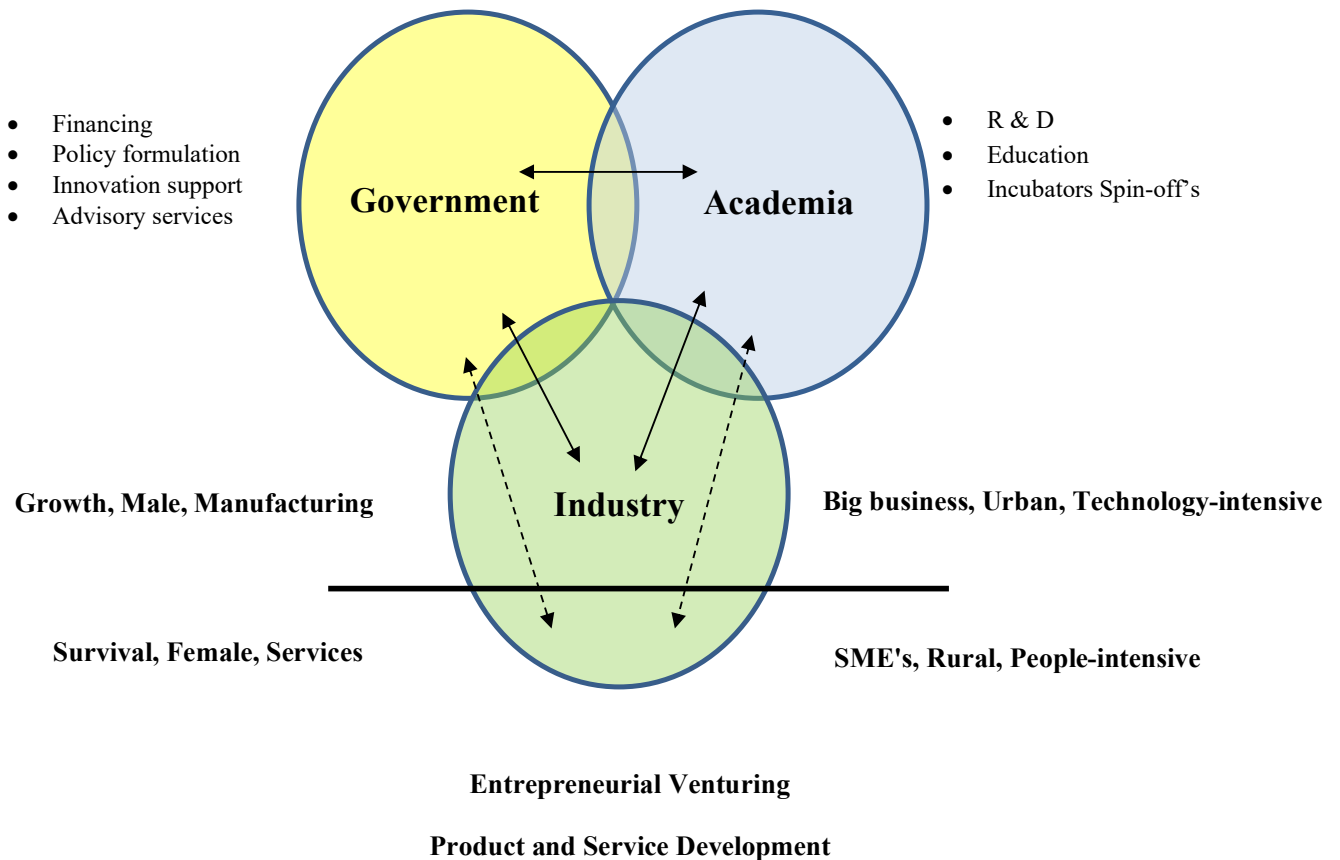 • Financing
• Policy formulation
• Innovation support
• Advisory services
• R & D
• Education
• Incubators Spin-off’s
Government
Academia
Industry
Growth, Male, Manufacturing
Big business, Urban, Technology-intensive
Survival, Female, Services
SME's, Rural, People-intensive
Entrepreneurial Venturing
Product and Service Development